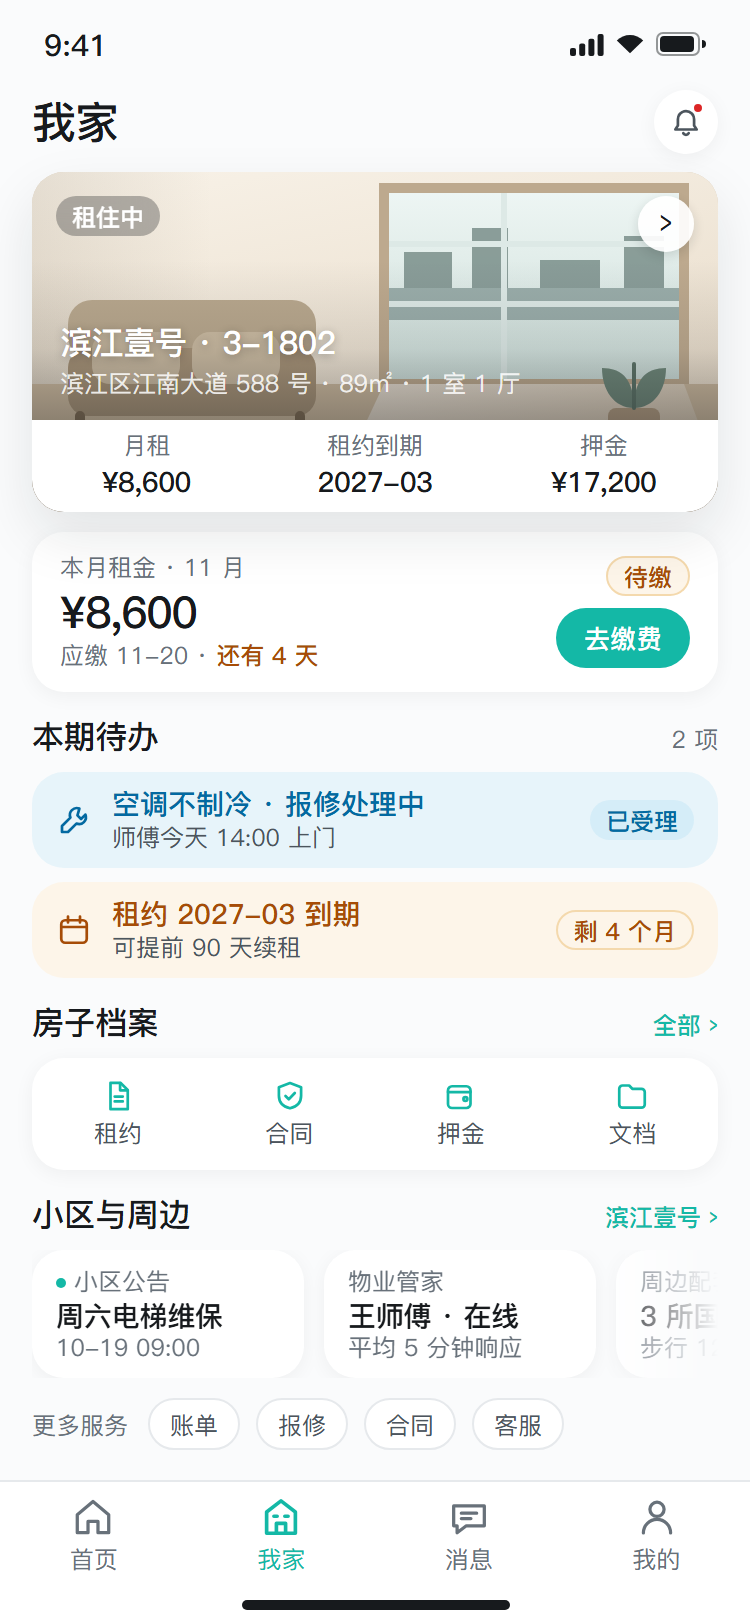 9:41
我家
租住中
滨江壹号 · 3-1802
滨江区江南大道 588 号 · 89㎡ · 1 室 1 厅
月租
租约到期
押金
¥8,600
2027-03
¥17,200
本月租金 · 11 月
待缴
¥8,600
去缴费
应缴 11-20 · 还有 4 天
本期待办
2 项
空调不制冷 · 报修处理中
已受理
师傅今天 14:00 上门
租约 2027-03 到期
剩 4 个月
可提前 90 天续租
房子档案
全部 >
租约
合同
押金
文档
小区与周边
滨江壹号 >
小区公告
物业管家
周边配
周六电梯维保
王师傅 · 在线
3 所国
10-19 09:00
平均 5 分钟响应
步行 1
更多服务
账单
报修
合同
客服
首页
我家
消息
我的